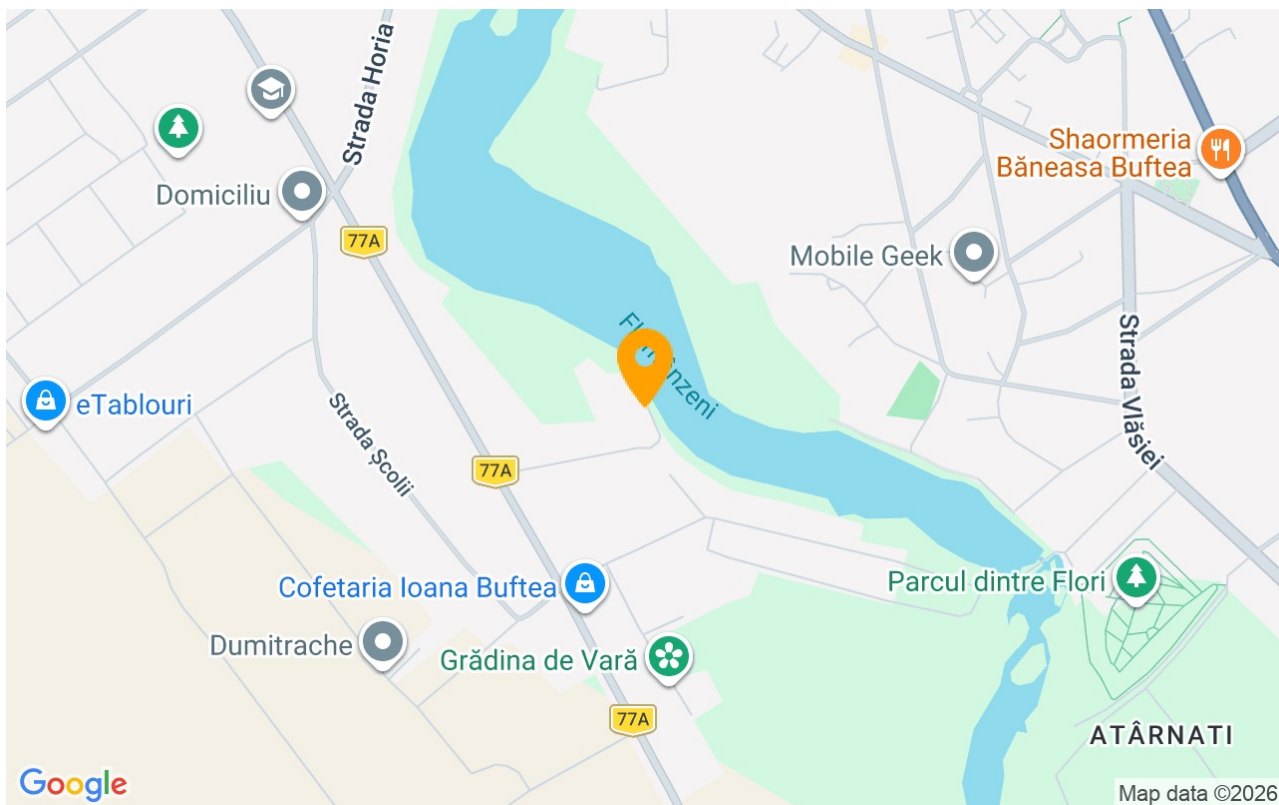 Strada Horia
Shaormeria
Băneasa Buftea
Domiciliu
77A
Mobile Geek
Strada Vlăsiei
eTablouri
Strada Școlii
77A
Cofetaria Ioana Buftea
Parcul dintre Flori
Dumitrache
Grădina de Vară
77A
ATÂRNATI
Google
Map data ©2026